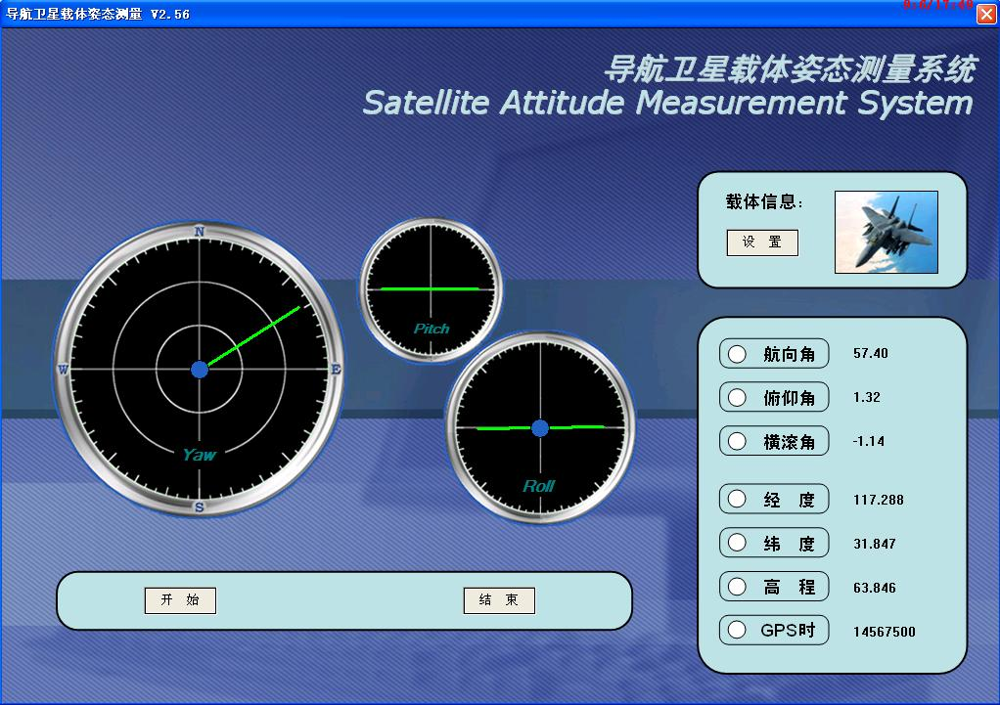 导航卫星载体姿态测量 V2.56
导航卫星载体姿态测量系统
Satellite Attitude Measurement System
载体信息:
设 置
N
W
E
S
Yaw
Pitch
Roll
航向角 57.40
俯仰角 1.32
横滚角 -1.14
经 度 117.288
纬 度 31.847
高 程 63.846
GPS时 14567500
开 始
结 束